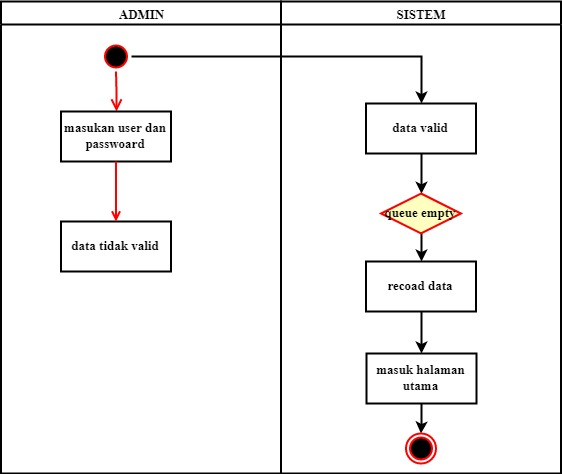 ADMIN
SISTEM
masukan user dan
passwoard
data tidak valid
data valid
queue empty
recoad data
masuk halaman
utama